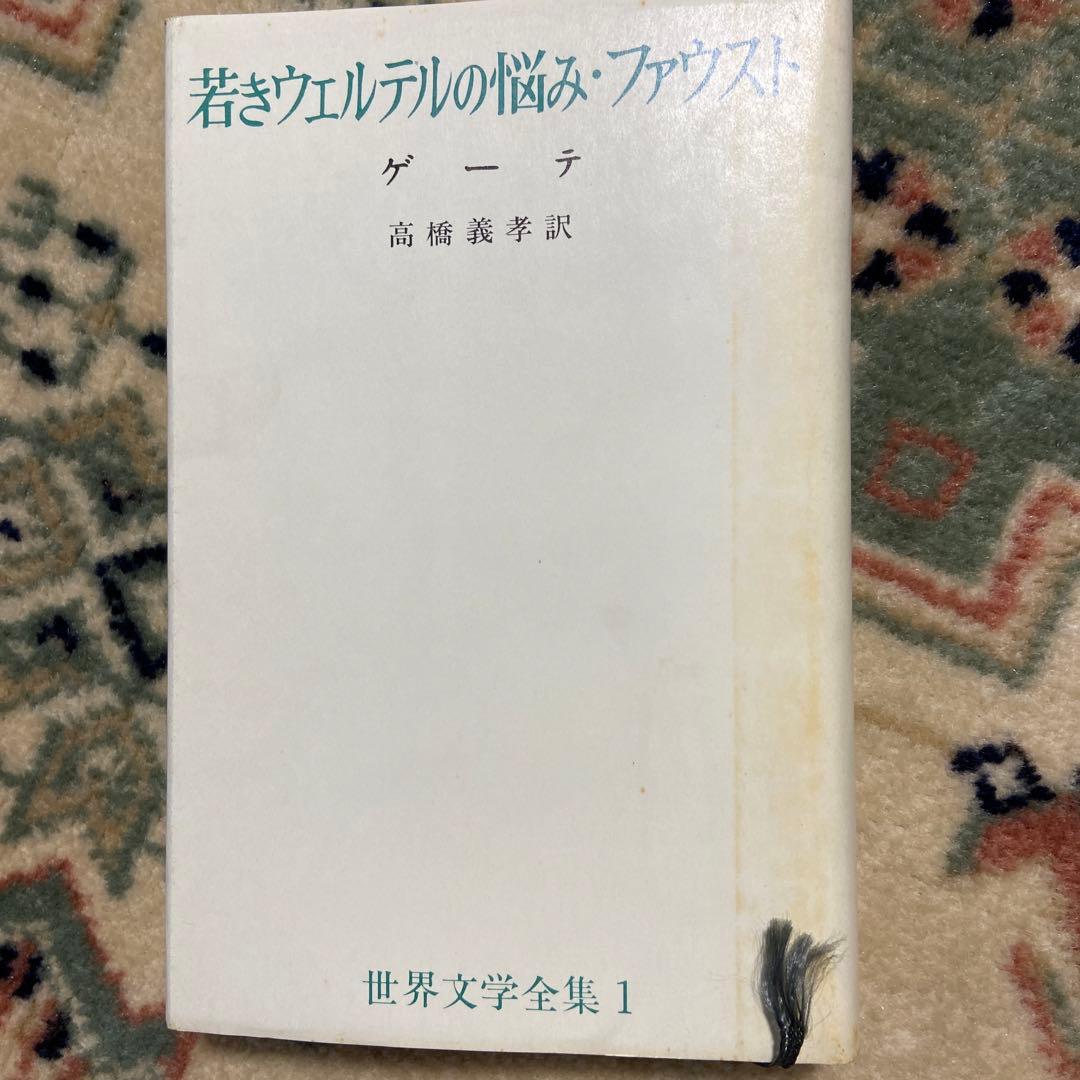 若きウェルテルの悩み・ファウスト
ゲーテ
高橋義孝訳
世界文学全集1